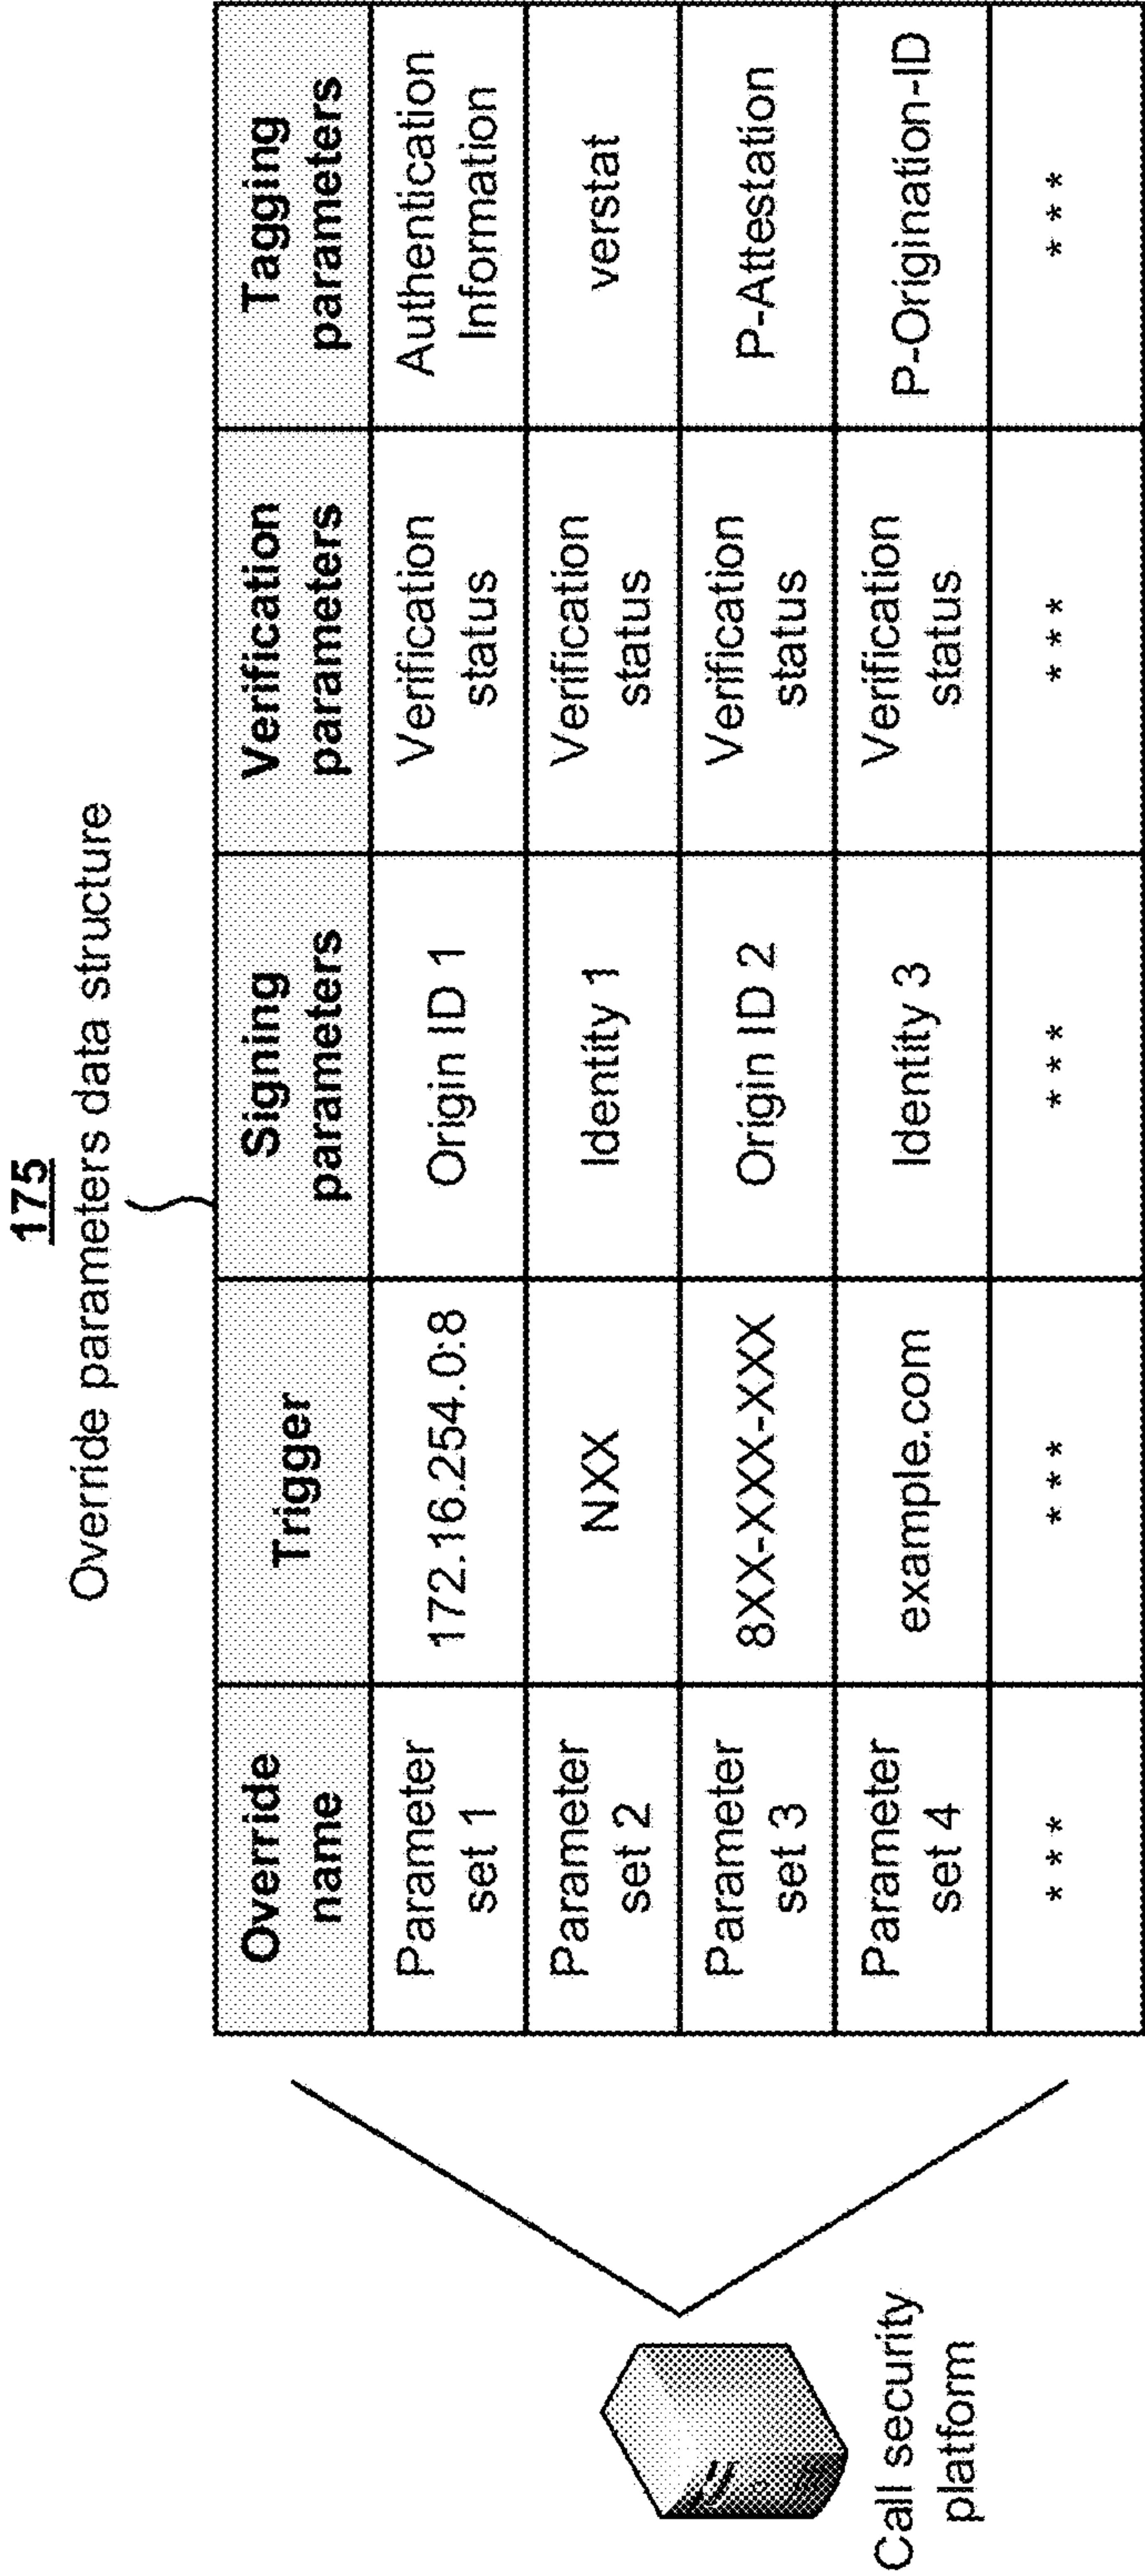 175
Override parameters data structure
Override name | Trigger | Signing parameters | Verification parameters | Tagging parameters
Parameter set 1 | 172.16.254.0:8 | Origin ID 1 | Verification status | Authentication Information
Parameter set 2 | NXX | Identity 1 | Verification status | verstat
Parameter set 3 | 8XX-XXX-XXX | Origin ID 2 | Verification status | P-Attestation
Parameter set 4 | example.com | Identity 3 | Verification status | P-Origination-ID
*** | *** | *** | *** | ***
Call security
platform